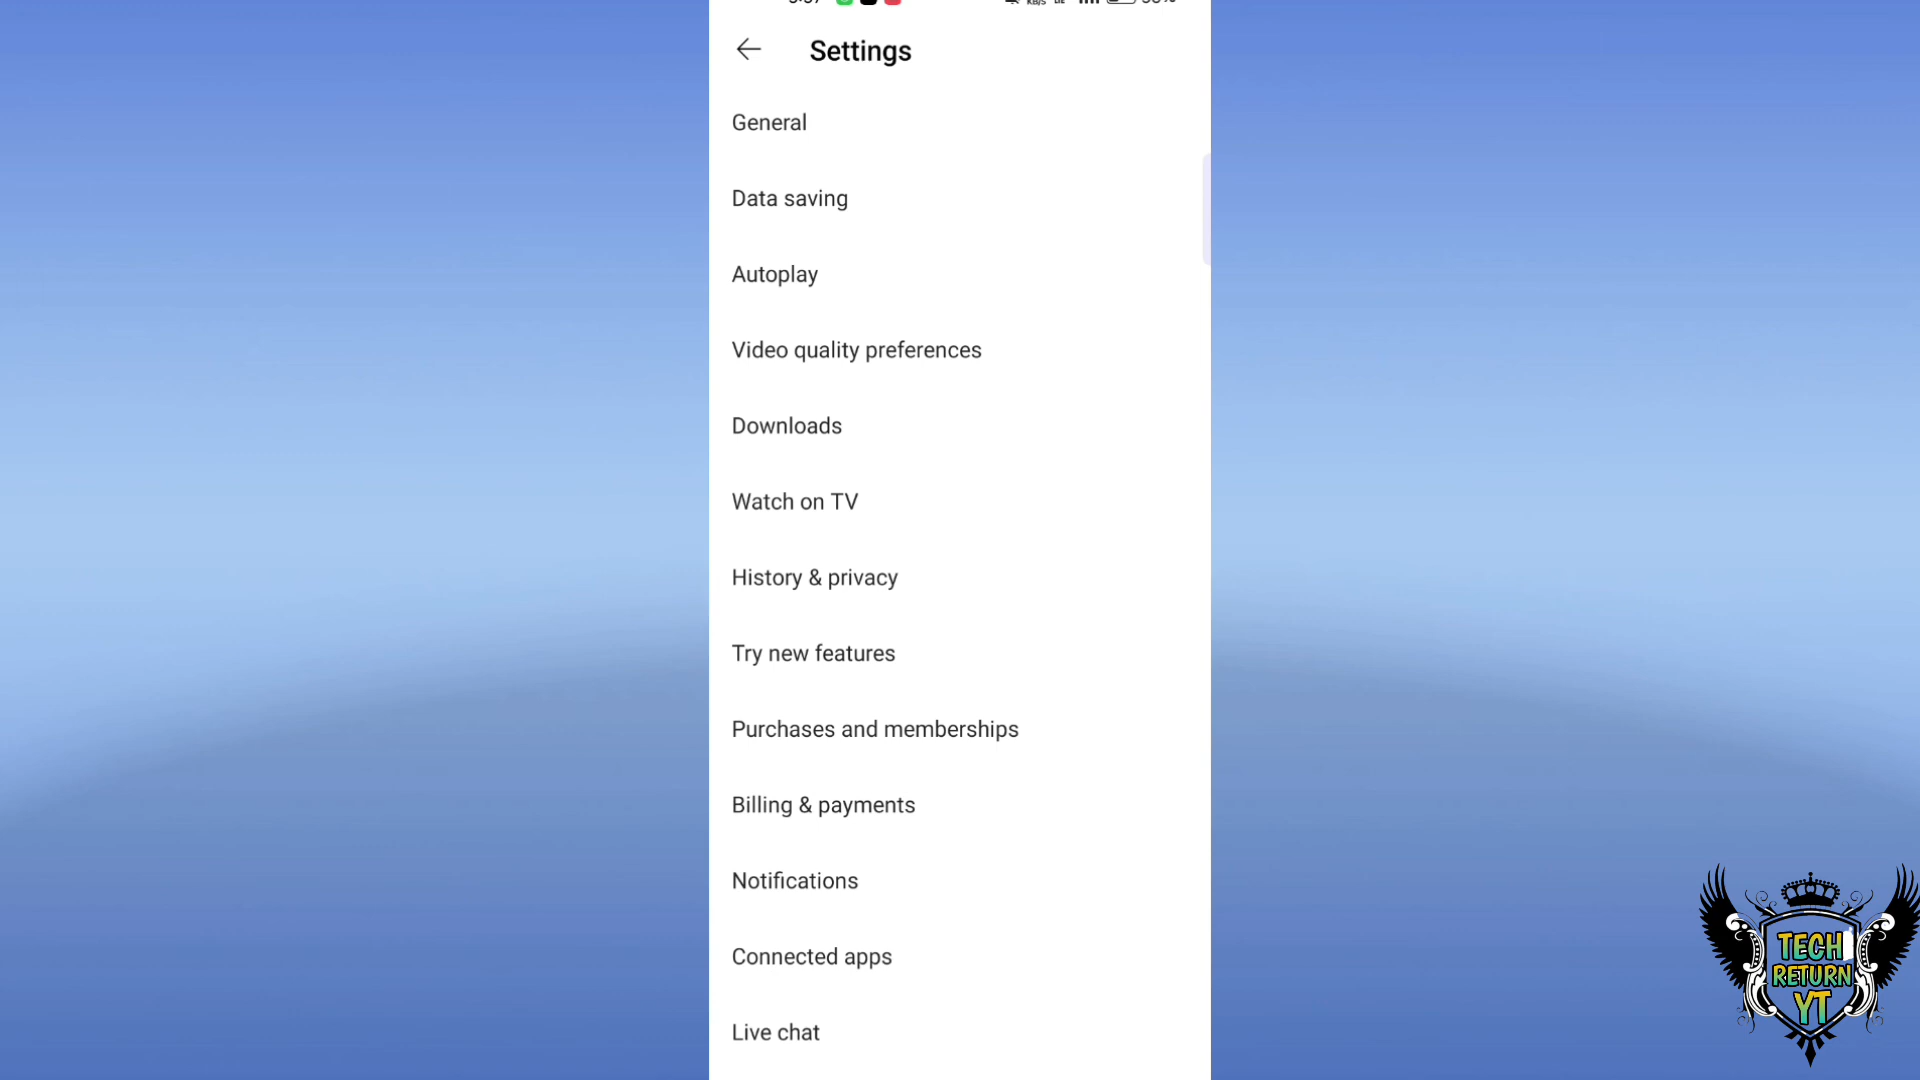 Settings
General
Data saving
Autoplay
Video quality preferences
Downloads
Watch on TV
History & privacy
Try new features
Purchases and memberships
Billing & payments
Notifications
Connected apps
Live chat
TECH
RETURN
YT